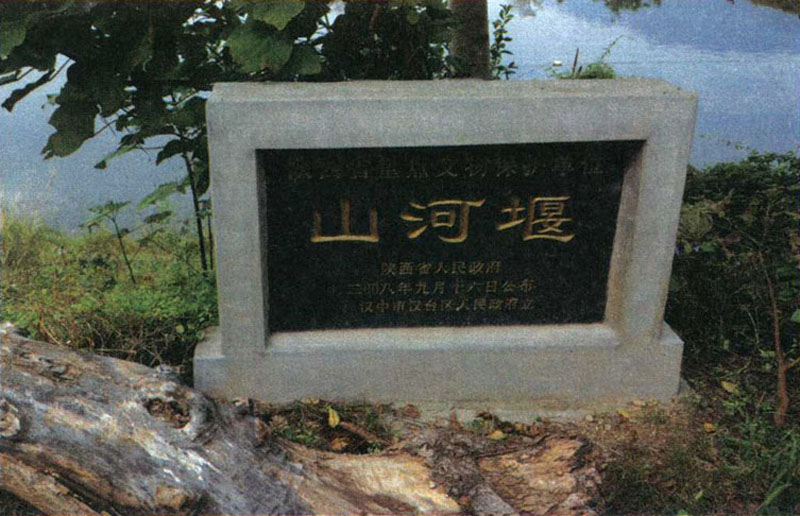 陕西省重点文物保护单位
山河堰
陕西省人民政府
二〇〇八年九月十六日公布
汉中市汉台区人民政府立